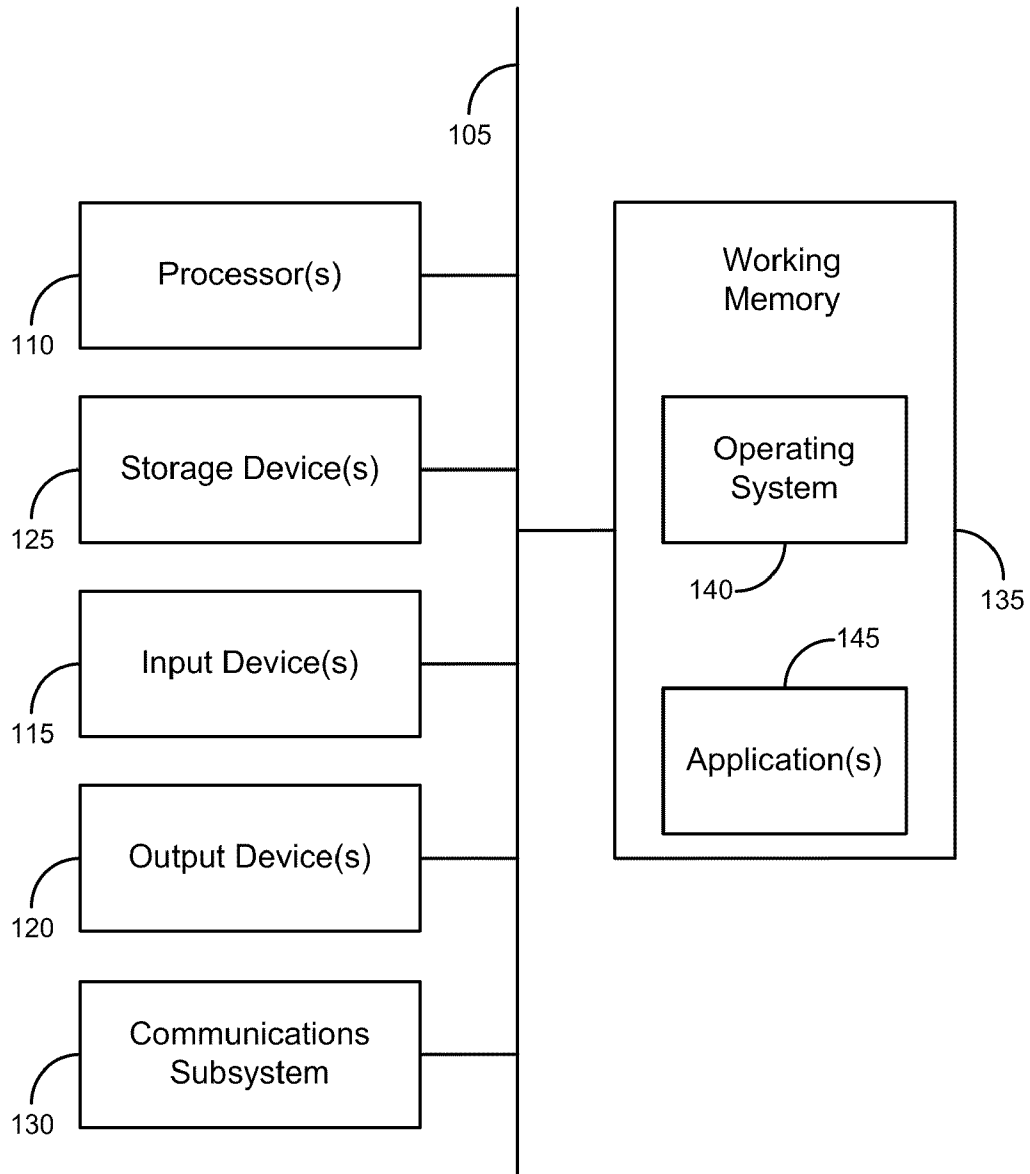 105
Processor(s)
110
Storage Device(s)
125
Input Device(s)
115
Output Device(s)
120
Communications
Subsystem
130
Working
Memory
Operating
System
140
135
145
Application(s)